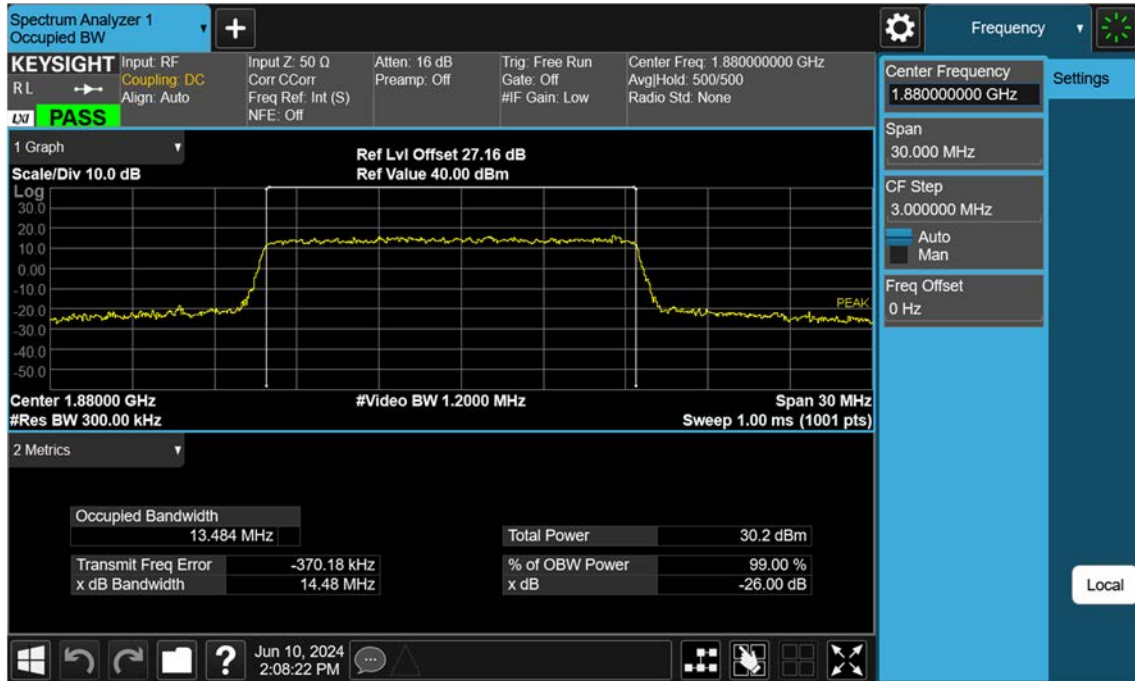 Spectrum Analyzer 1
Occupied BW
Frequency
KEYSIGHT
R L
LXI PASS
Input: RF
Coupling: DC
Align: Auto
Input Z: 50 Ω
Corr CCorr
Freq Ref: Int (S)
NFE: Off
Atten: 16 dB
Preamp: Off
Trig: Free Run
Gate: Off
#IF Gain: Low
Center Freq: 1.880000000 GHz
Avg|Hold: 500/500
Radio Std: None
1 Graph
Scale/Div 10.0 dB
Ref Lvl Offset 27.16 dB
Ref Value 40.00 dBm
Log
30.0
20.0
10.0
0.00
-10.0
-20.0
-30.0
-40.0
-50.0
PEAK
Center 1.88000 GHz
#Video BW 1.2000 MHz
Span 30 MHz
#Res BW 300.00 kHz
Sweep 1.00 ms (1001 pts)
2 Metrics
Occupied Bandwidth
13.484 MHz
Total Power 30.2 dBm
Transmit Freq Error -370.18 kHz
% of OBW Power 99.00 %
x dB Bandwidth 14.48 MHz
x dB -26.00 dB
Center Frequency
1.880000000 GHz
Settings
Span
30.000 MHz
CF Step
3.000000 MHz
Auto
Man
Freq Offset
0 Hz
Local
?
Jun 10, 2024
2:08:22 PM